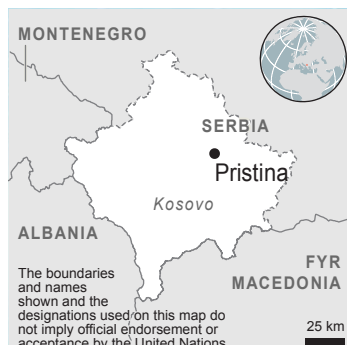 MONTENEGRO
SERBIA
Pristina
Kosovo
ALBANIA
FYR
MACEDONIA
The boundaries
and names
shown and the
designations used on this map do
not imply official endorsement or
acceptance by the United Nations
25 km